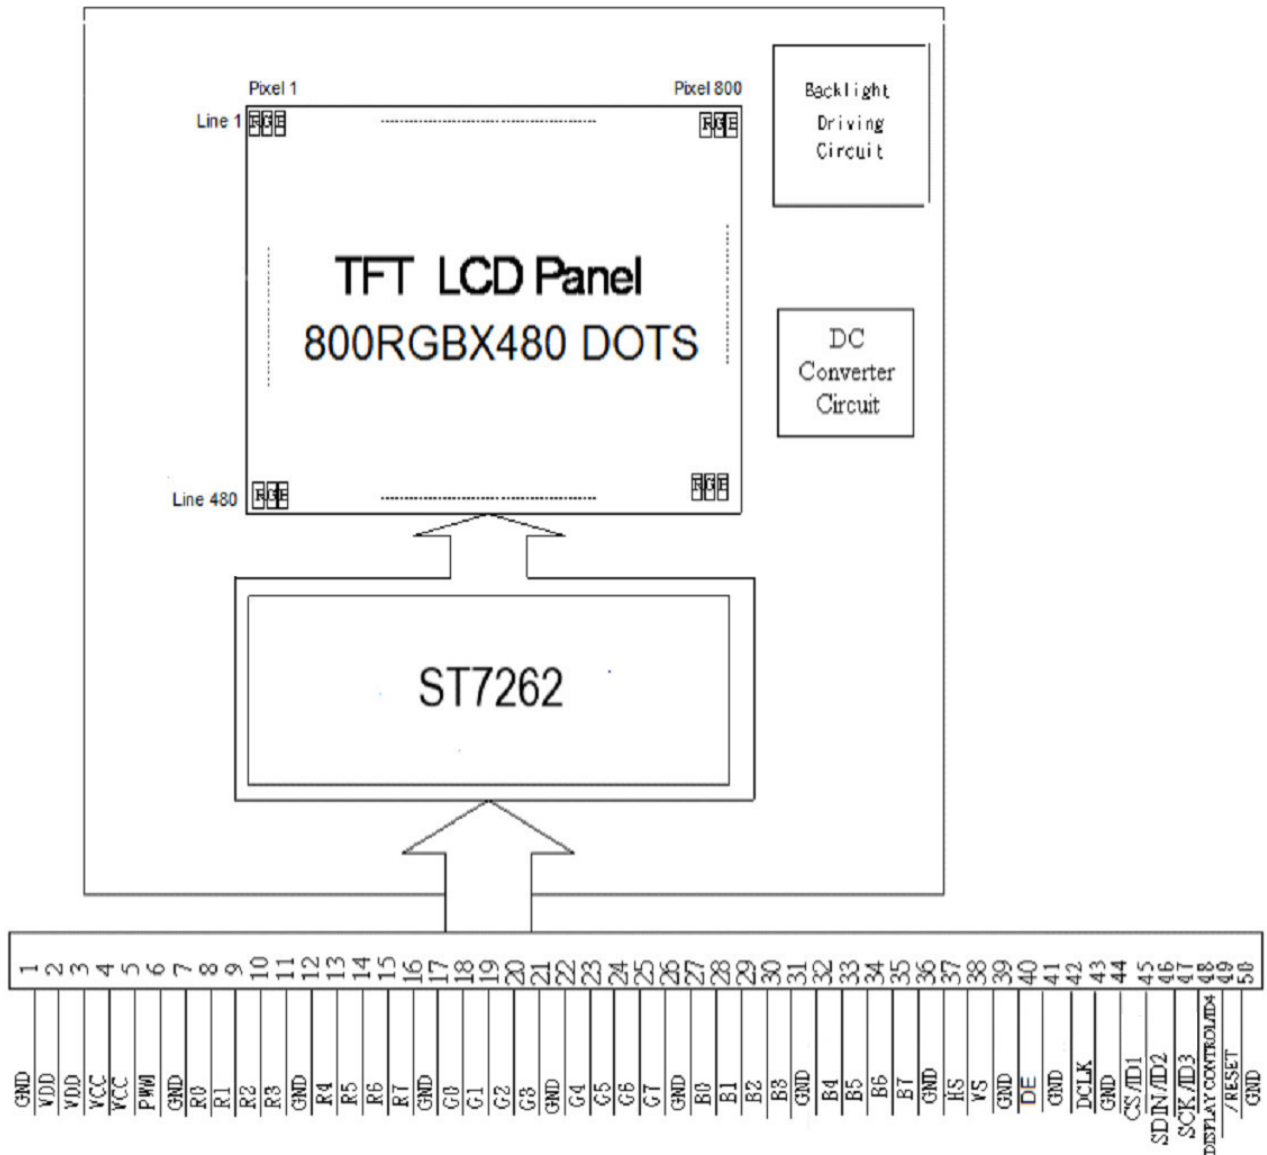 Pixel 1
Pixel 800
Line 1
RGB
RGB
Backlight
Driving
Circuit
TFT LCD Panel
800RGBX480 DOTS
DC
Converter
Circuit
Line 480
RGB
RGB
ST7262
1 2 3 4 5 6 7 8 9 10 11 12 13 14 15 16 17 18 19 20 21 22 23 24 25 26 27 28 29 30 31 32 33 34 35 36 37 38 39 40 41 42 43 44 45 46 47 48 49 50
GND
VDD
VDD
VCC
VCC
PWM
GND
R0
R1
R2
R3
GND
R4
R5
R6
R7
GND
G0
G1
G2
G3
GND
G4
G5
G6
G7
GND
B0
B1
B2
B3
GND
B4
B5
B6
B7
GND
HS
VS
GND
DE
GND
DCLK
GND
CS/ID1
SDIN/ID2
SCK/ID3
DISPLAY CONTROL/ID4
/RESET
GND